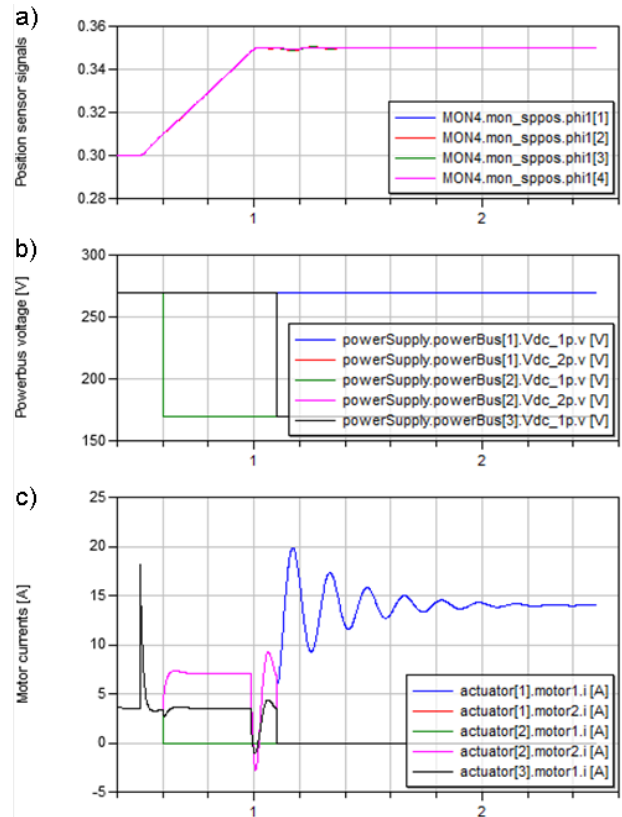 a)
Position sensor signals
0.36
0.34
0.32
0.30
0.28
1
2
MON4.mon_sppos.phi1[1]
MON4.mon_sppos.phi1[2]
MON4.mon_sppos.phi1[3]
MON4.mon_sppos.phi1[4]
b)
Powerbus voltage [V]
300
250
200
150
1
2
powerSupply.powerBus[1].Vdc_1p.v [V]
powerSupply.powerBus[1].Vdc_2p.v [V]
powerSupply.powerBus[2].Vdc_1p.v [V]
powerSupply.powerBus[2].Vdc_2p.v [V]
powerSupply.powerBus[3].Vdc_1p.v [V]
c)
Motor currents [A]
25
20
15
10
5
0
-5
1
2
actuator[1].motor1.i [A]
actuator[1].motor2.i [A]
actuator[2].motor1.i [A]
actuator[2].motor2.i [A]
actuator[3].motor1.i [A]